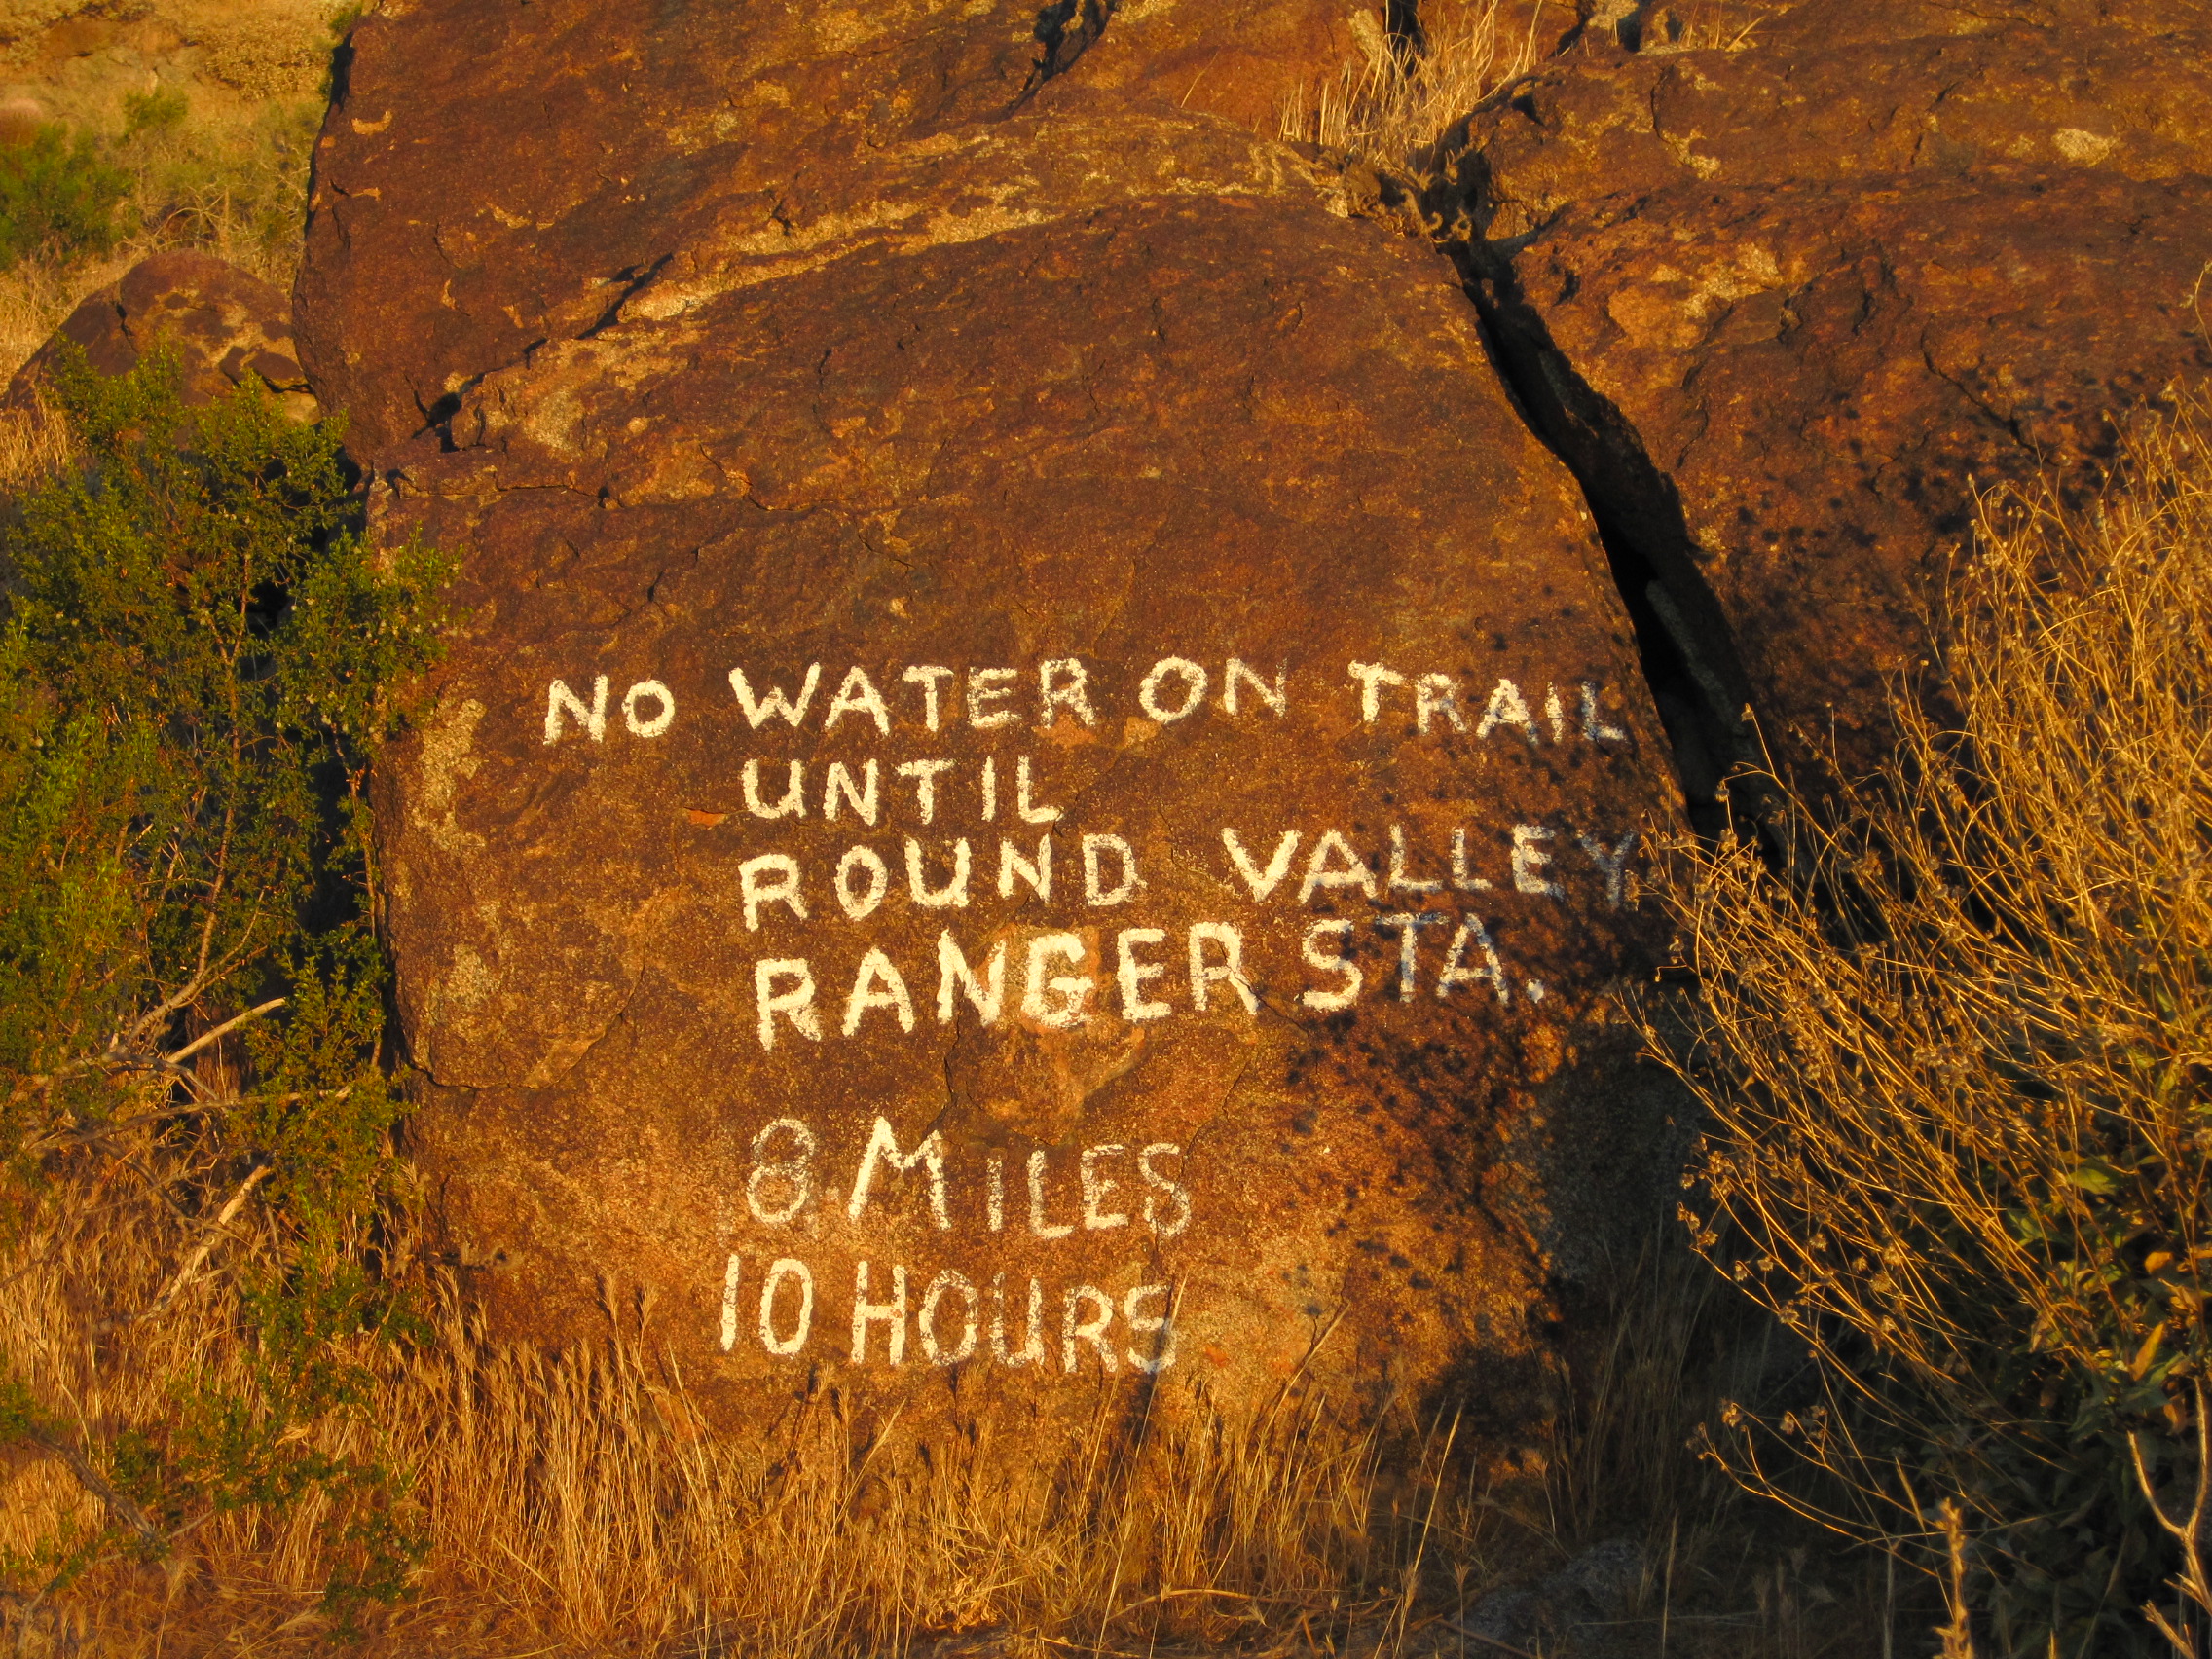 NO WATER ON TRAIL
UNTIL
ROUND VALLEY
RANGER STA.
8 MILES
10 HOURS